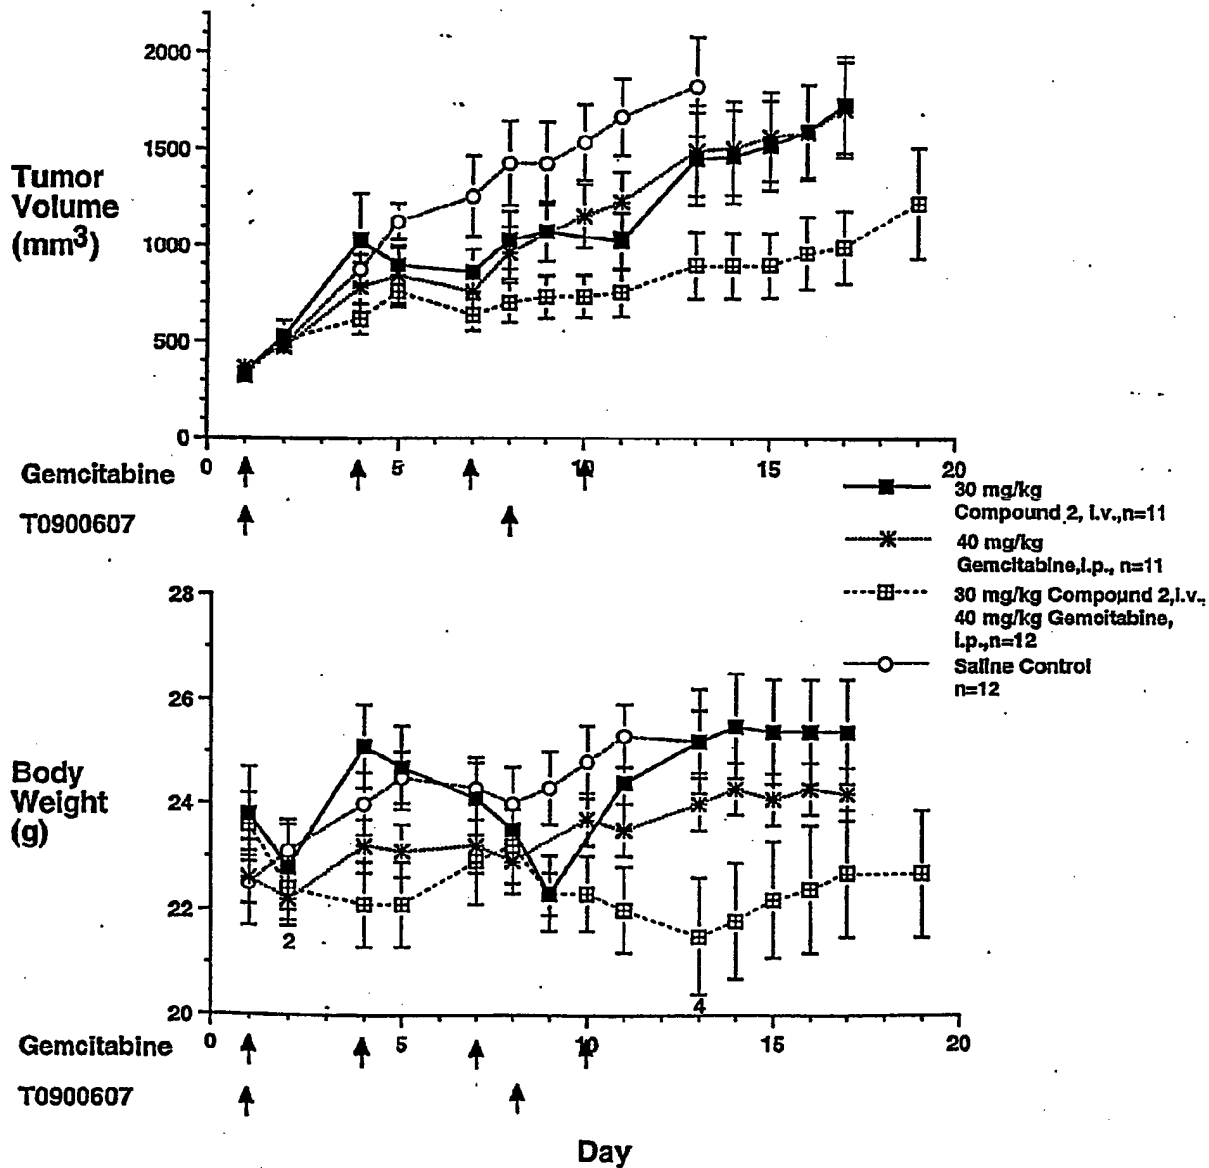 2000
1500
1000
500
0
Tumor
Volume
(mm3)
0 5 10 15 20
Gemcitabine
T0900607
30 mg/kg
Compound 2, i.v.,n=11
40 mg/kg
Gemcitabine,i.p., n=11
30 mg/kg Compound 2,i.v.,
40 mg/kg Gemcitabine,
i.p.,n=12
Saline Control
n=12
28
26
24
22
20
Body
Weight
(g)
2
4
0 5 10 15 20
Gemcitabine
T0900607
Day